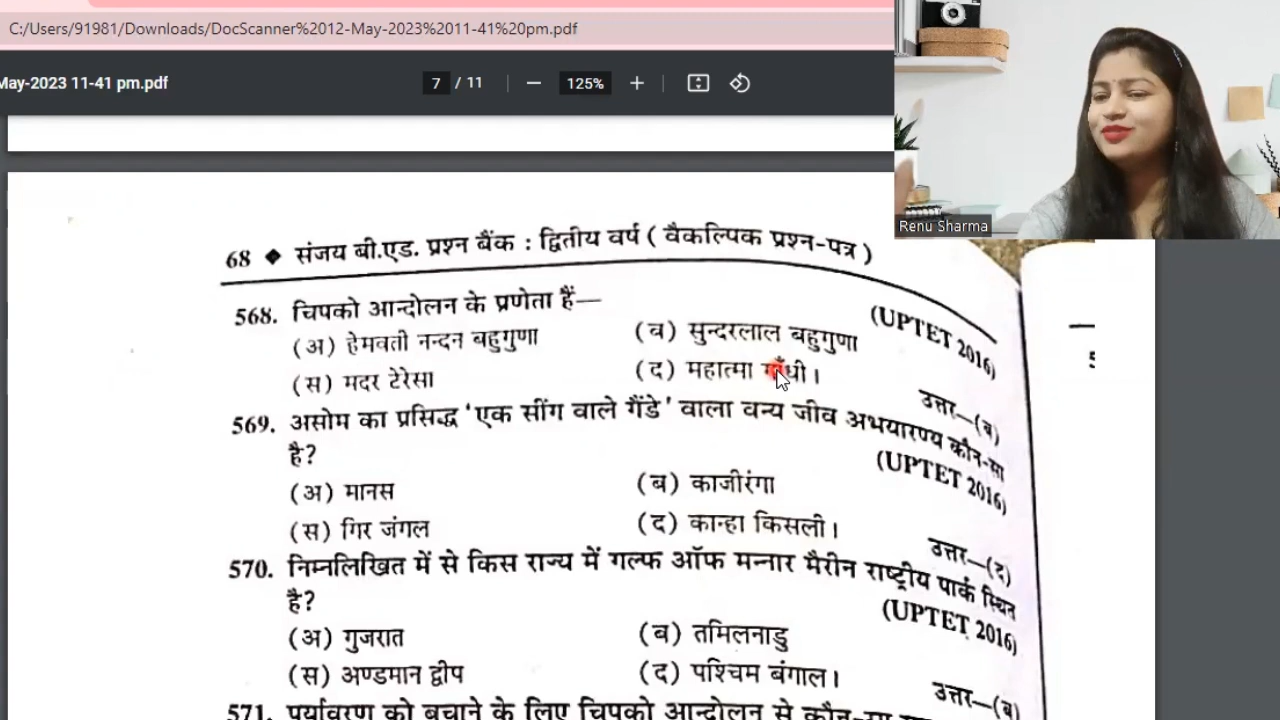 C:/Users/91981/Downloads/DocScanner%2012-May-2023%2011-41%20pm.pdf
May-2023 11-41 pm.pdf
7 / 11
125%
Renu Sharma
68 ◆ संजय बी.एड. प्रश्न बैंक : द्वितीय वर्ष ( वैकल्पिक प्रश्न-पत्र )
568. चिपको आन्दोलन के प्रणेता हैं—
(UPTET 2016)
(अ) हेमवती नन्दन बहुगुणा (ब) सुन्दरलाल बहुगुणा
(स) मदर टेरेसा (द) महात्मा गाँधी।
उत्तर—(ब)
569. असोम का प्रसिद्ध ‘एक सींग वाले गैंडे’ वाला वन्य जीव अभयारण्य कौन-सा
है?
(UPTET 2016)
(अ) मानस (ब) काजीरंगा
(स) गिर जंगल (द) कान्हा किसली।
उत्तर—(द)
570. निम्नलिखित में से किस राज्य में गल्फ ऑफ मन्नार मैरीन राष्ट्रीय पार्क स्थित
है?
(UPTET 2016)
(अ) गुजरात (ब) तमिलनाडु
(स) अण्डमान द्वीप (द) पश्चिम बंगाल।
उत्तर—(ब)
571. पर्यावरण को बचाने के लिए चिपको आन्दोलन से कौन-सा